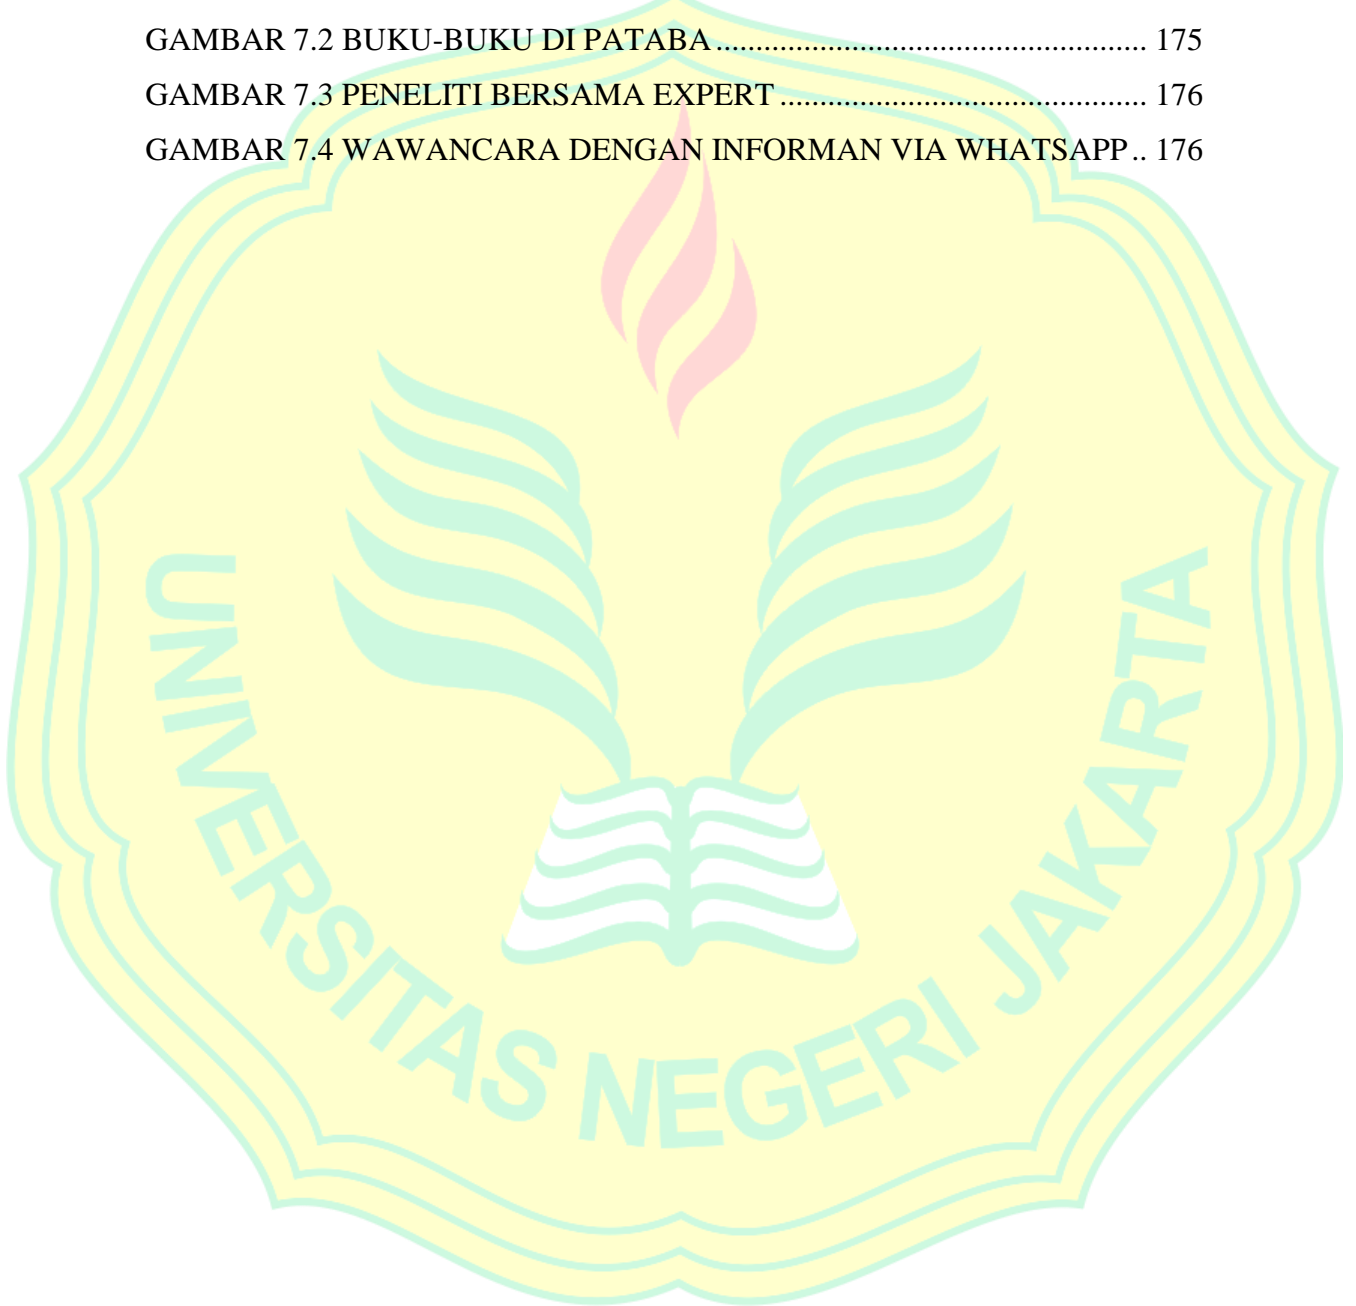 GAMBAR 7.2 BUKU-BUKU DI PATABA ..................................................... 175
GAMBAR 7.3 PENELITI BERSAMA EXPERT ............................................. 176
GAMBAR 7.4 WAWANCARA DENGAN INFORMAN VIA WHATSAPP .. 176
UNIVERSITAS NEGERI JAKARTA